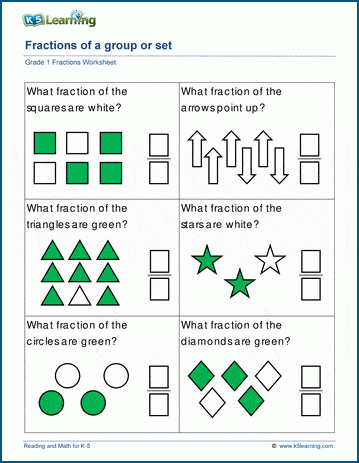 K5 Learning
Fractions of a group or set
Grade 1 Fractions Worksheet
What fraction of the
squares are white?
What fraction of the
arrows point up?
What fraction of the
triangles are green?
What fraction of the
stars are white?
What fraction of the
circles are green?
What fraction of the
diamonds are green?
Reading and Math for K-5
© www.k5learning.com